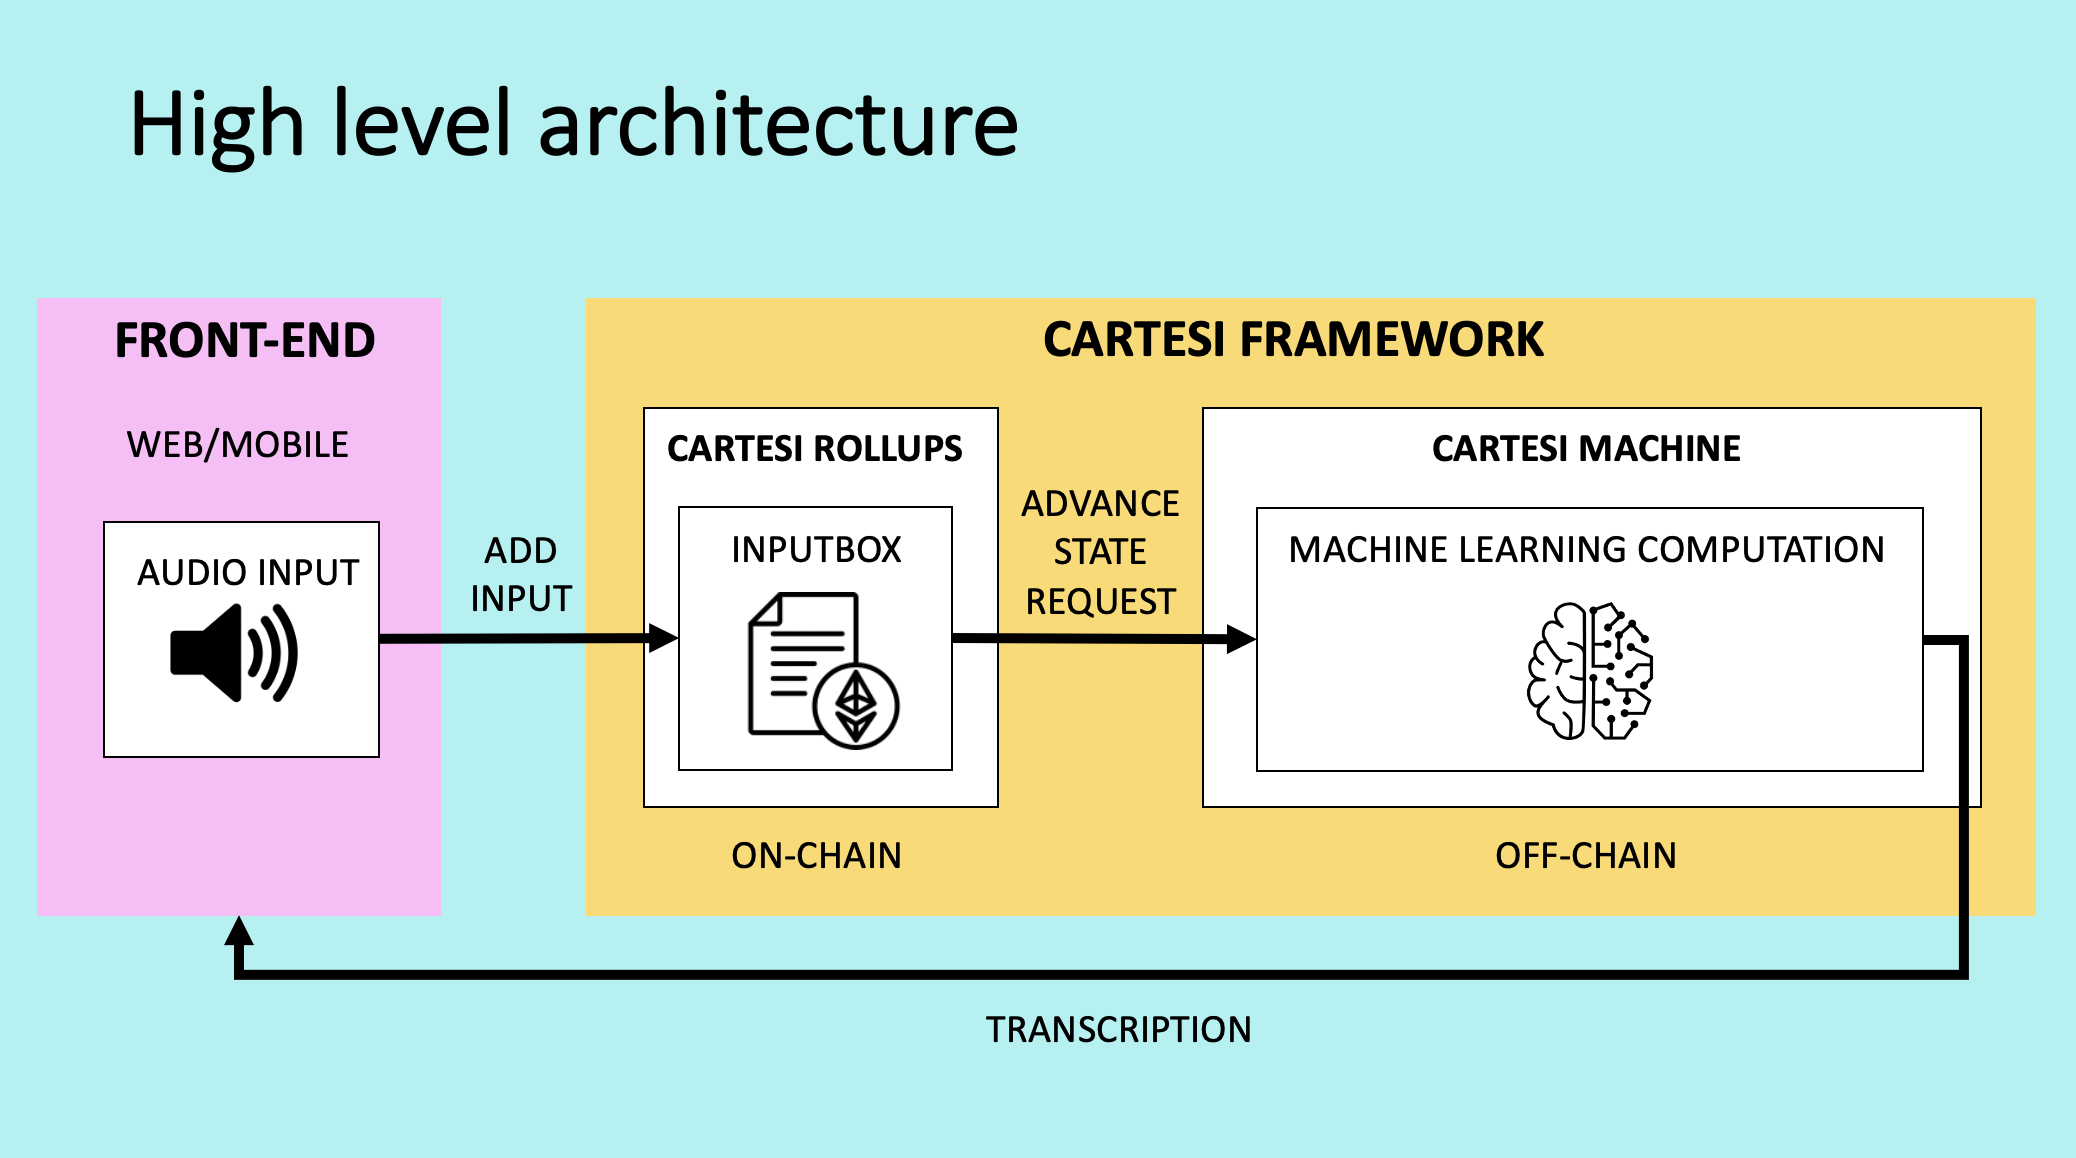 High level architecture
FRONT-END
WEB/MOBILE
AUDIO INPUT
ADD
INPUT
CARTESI FRAMEWORK
CARTESI ROLLUPS
INPUTBOX
ON-CHAIN
ADVANCE
STATE
REQUEST
CARTESI MACHINE
MACHINE LEARNING COMPUTATION
OFF-CHAIN
TRANSCRIPTION